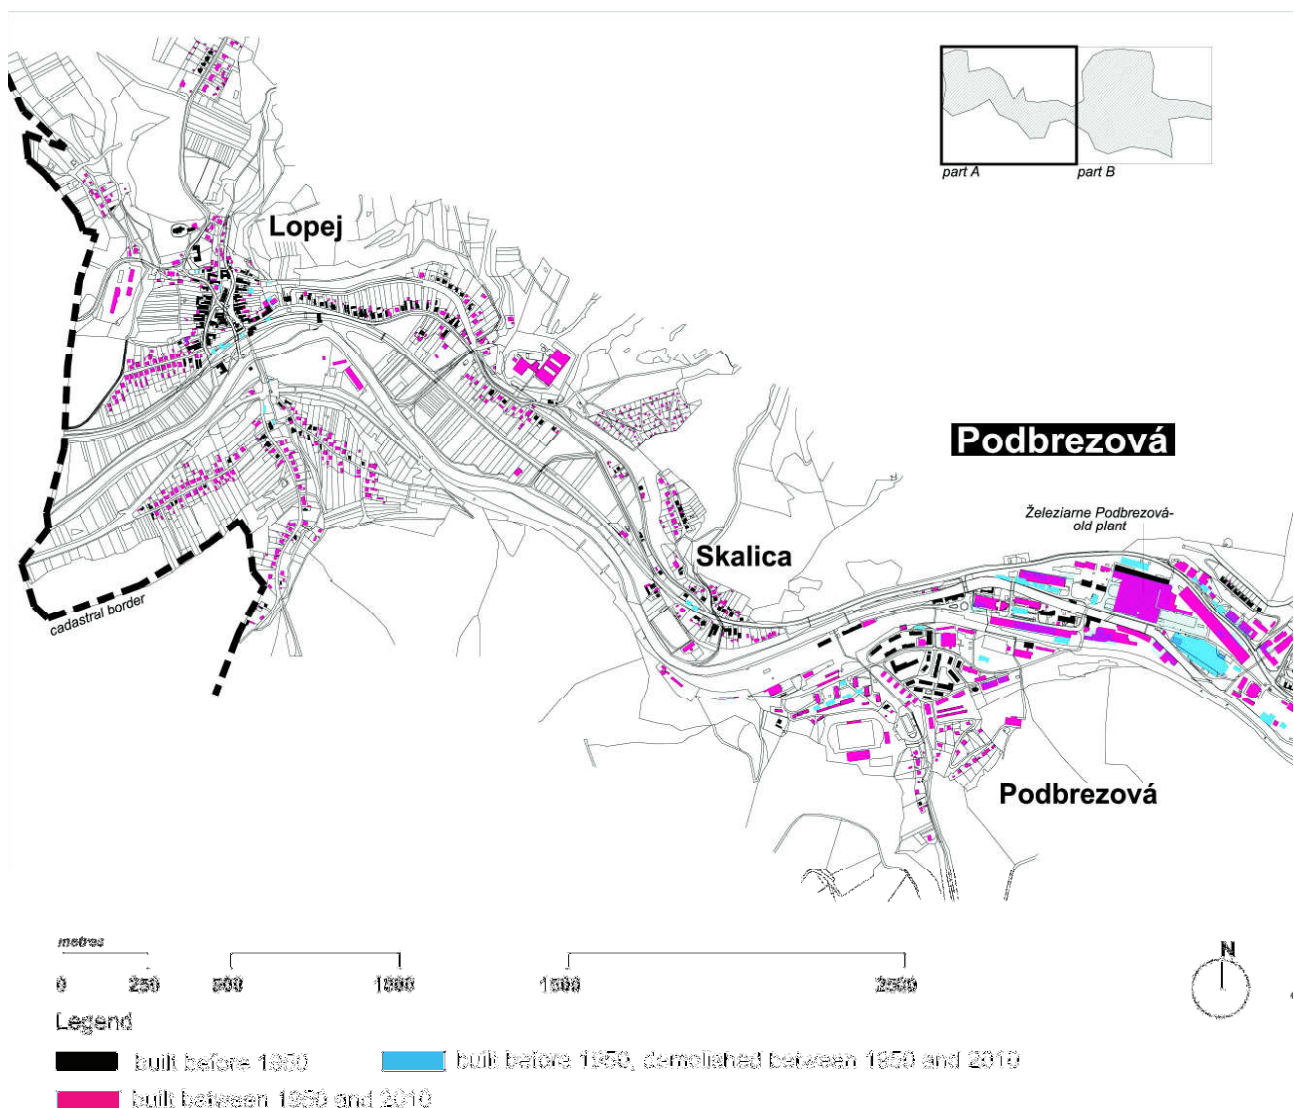 part A
part B
Lopej
Podbrezová
Železiarne Podbrezová-
old plant
Skalica
cadastral border
Podbrezová
metres
0 250 500 1000 1500 2500
N
Legend
built before 1950
built before 1950, demolished between 1950 and 2010
built between 1950 and 2010